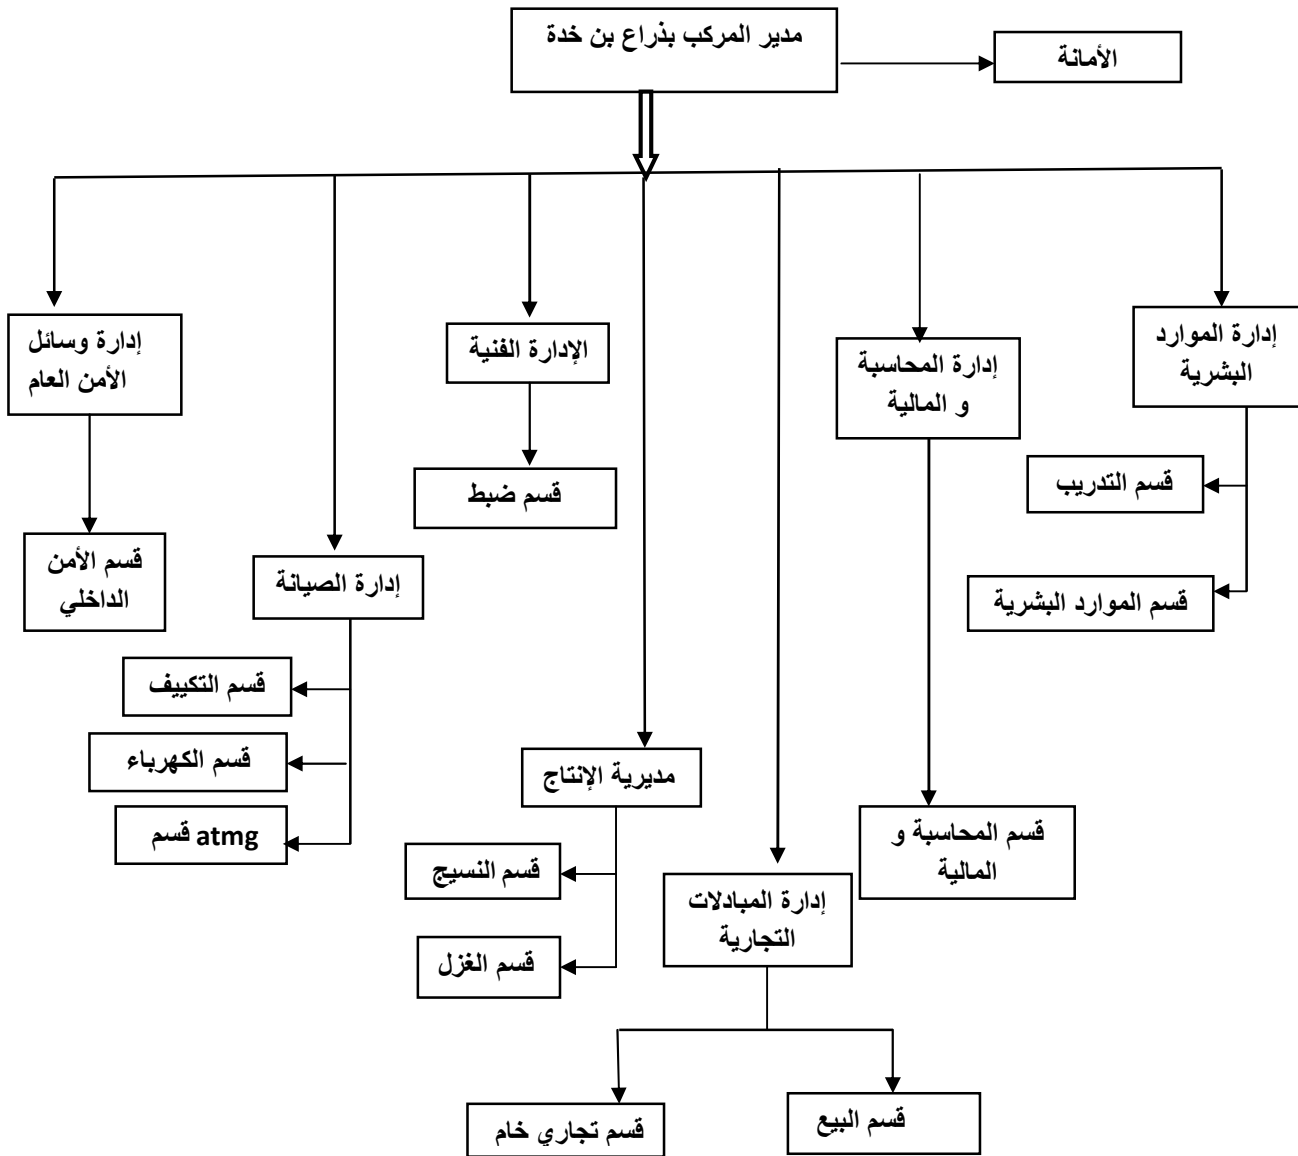 مدير المركب بذراع بن خدة
الأمانة
إدارة الموارد
البشرية
إدارة المحاسبة
و المالية
الإدارة الفنية
إدارة وسائل
الأمن العام
قسم التدريب
قسم ضبط
قسم الموارد البشرية
إدارة الصيانة
قسم الأمن
الداخلي
قسم التكييف
قسم الكهرباء
قسم atmg
مديرية الإنتاج
قسم المحاسبة و
المالية
قسم النسيج
إدارة المبادلات
التجارية
قسم الغزل
قسم البيع
قسم تجاري خام